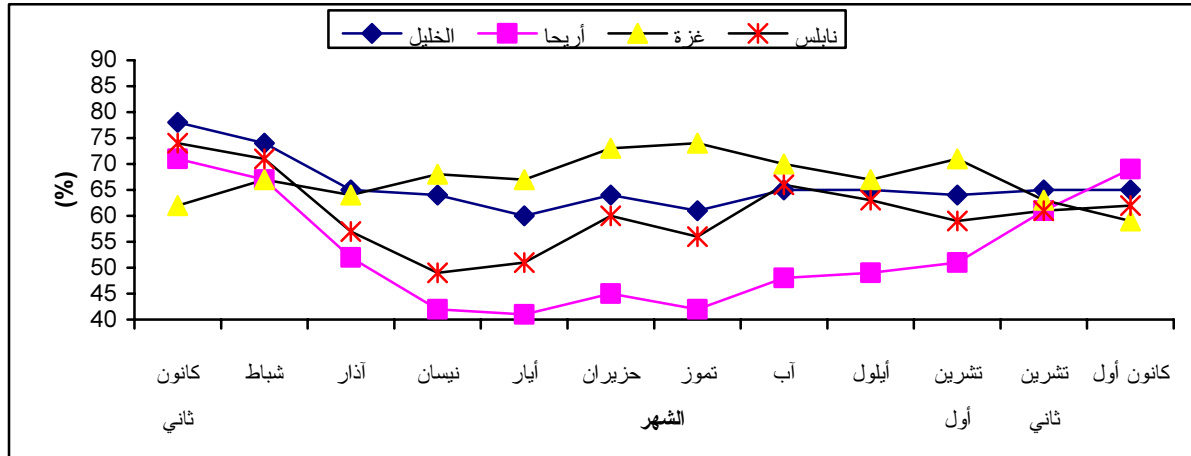 الخليل أريحا غزة نابلس
90
85
80
75
70
65
60
55
50
45
40
(%)
كانون ثاني
شباط
آذار
نيسان
أيار
حزيران
تموز
آب
أيلول
تشرين أول
تشرين ثاني
كانون أول
الشهر